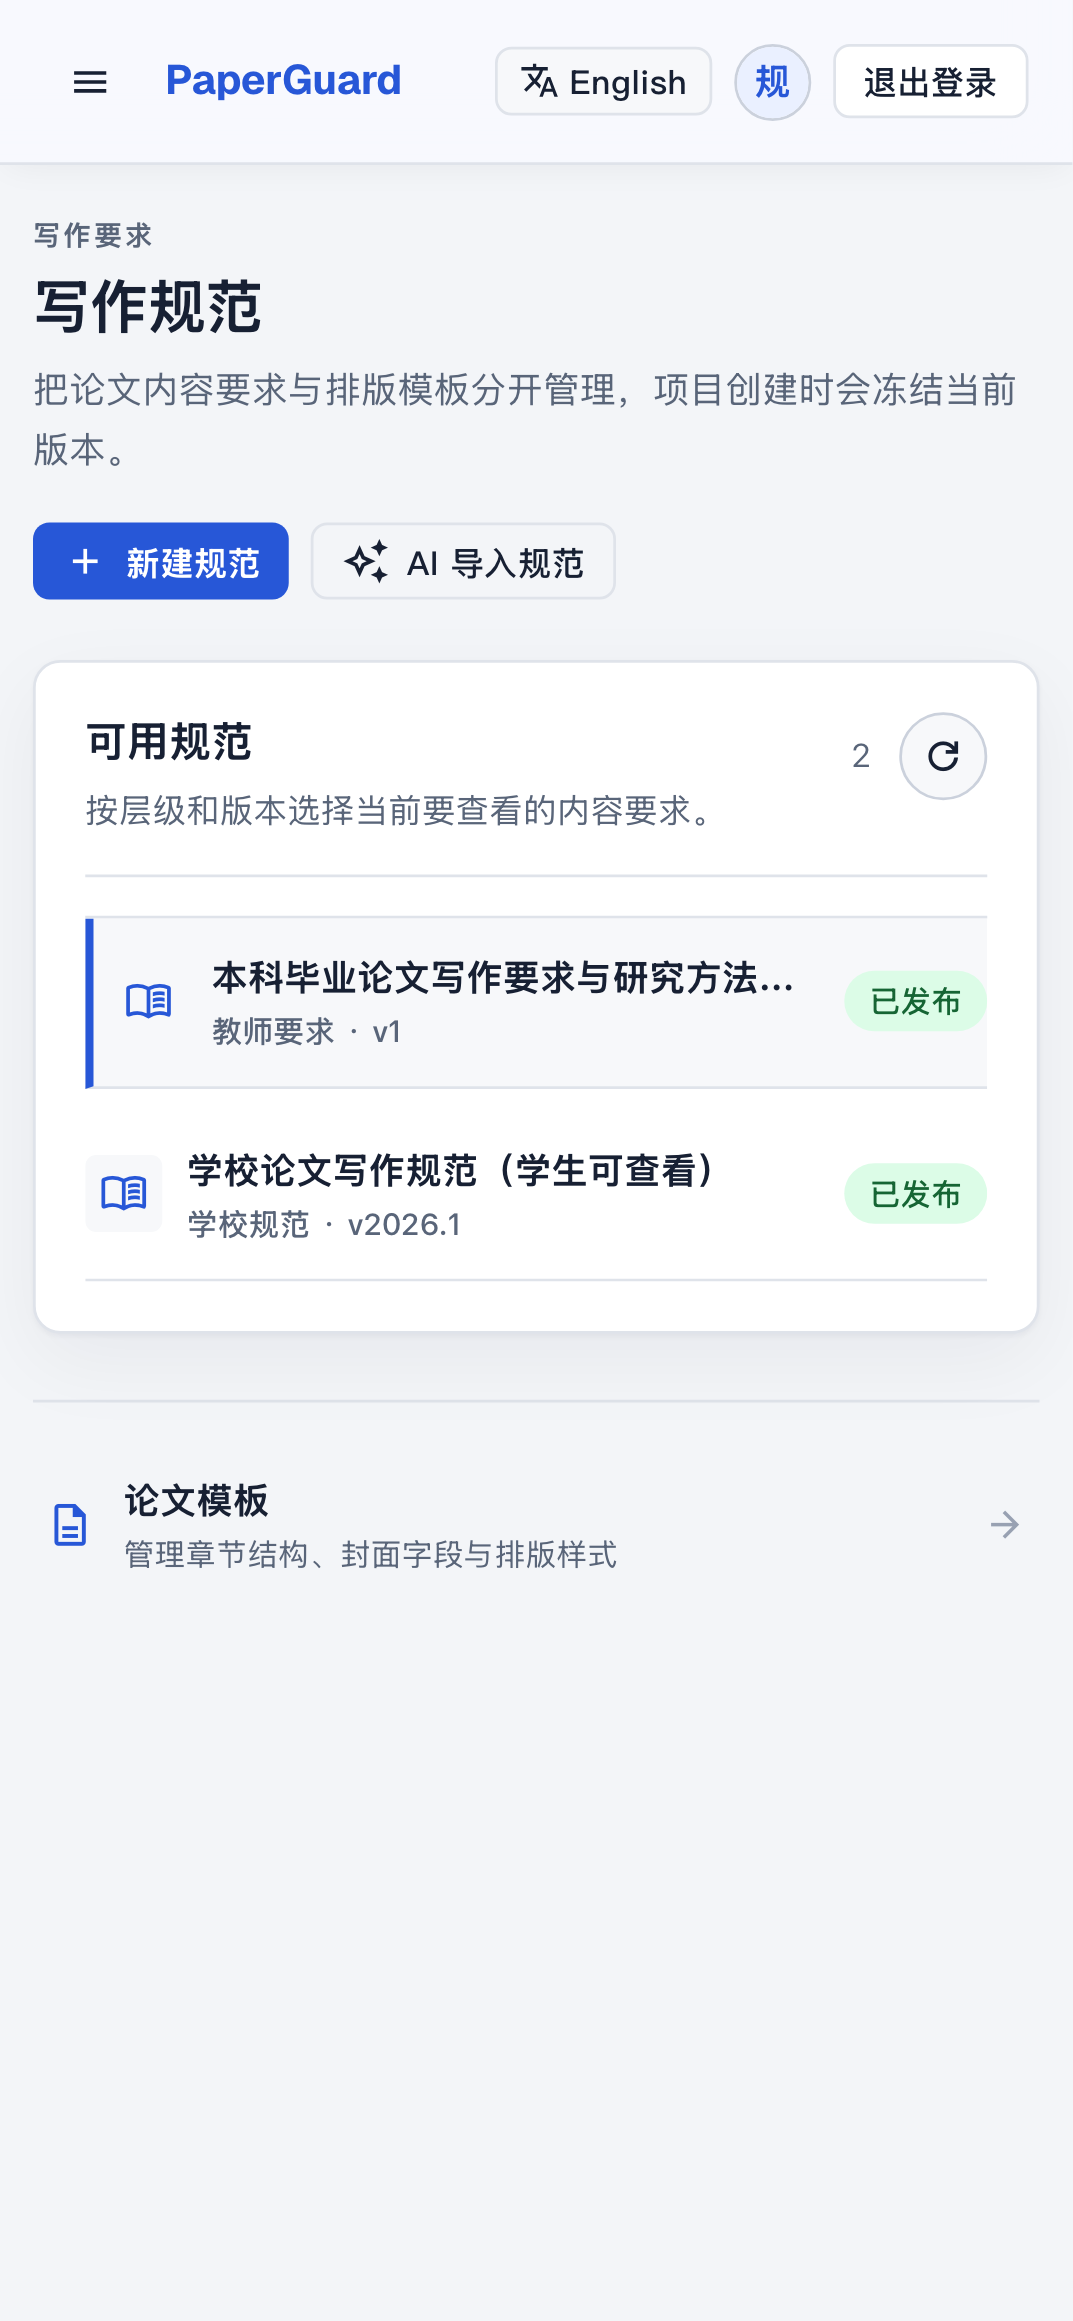 PaperGuard
English
规
退出登录
写作要求
写作规范
把论文内容要求与排版模板分开管理，项目创建时会冻结当前
版本。
新建规范
AI 导入规范
可用规范
2
按层级和版本选择当前要查看的内容要求。
本科毕业论文写作要求与研究方法...
教师要求 · v1
已发布
学校论文写作规范（学生可查看）
学校规范 · v2026.1
已发布
论文模板
管理章节结构、封面字段与排版样式